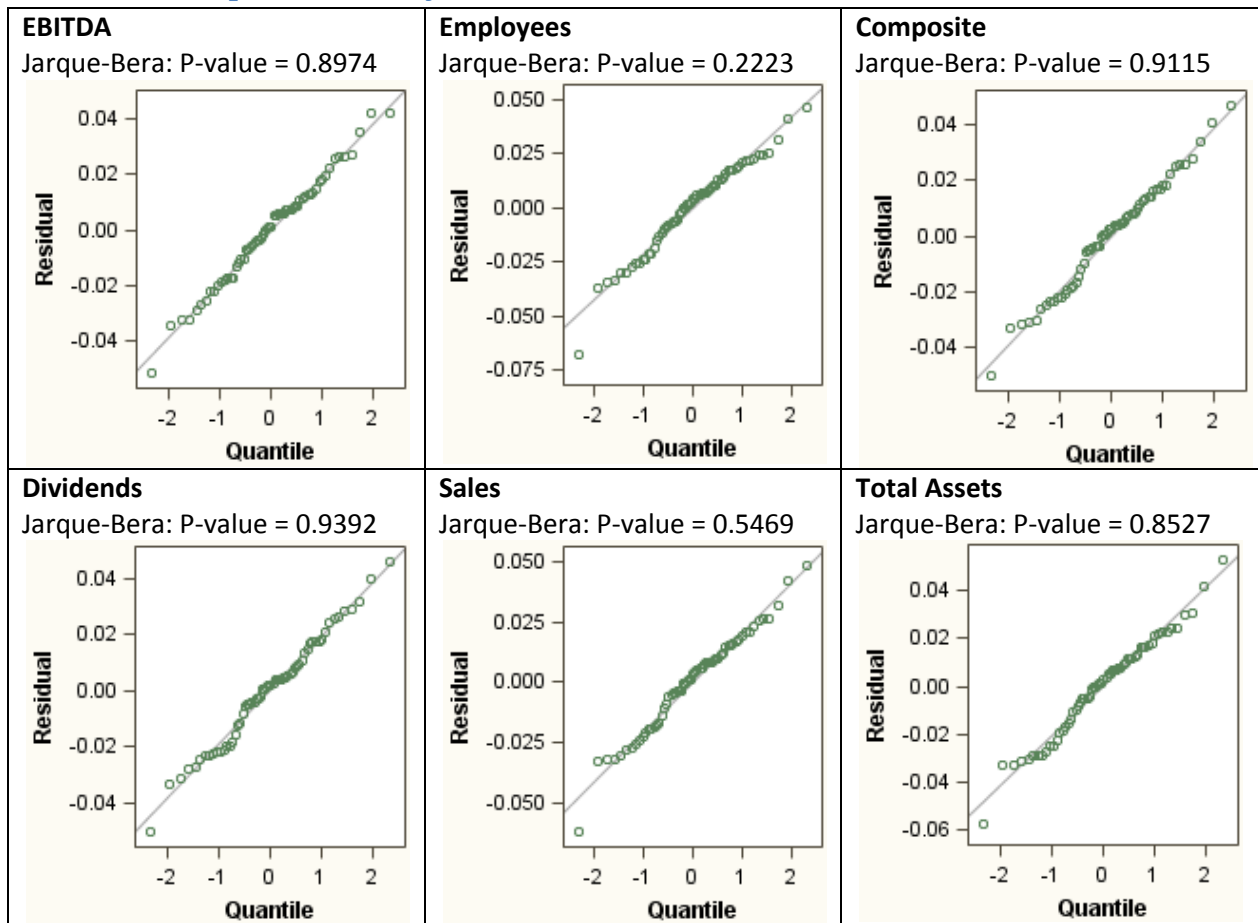 EBITDA
Jarque-Bera: P-value = 0.8974
0.04
0.02
0.00
-0.02
-0.04
Residual
-2 -1 0 1 2
Quantile
Employees
Jarque-Bera: P-value = 0.2223
0.050
0.025
0.000
-0.025
-0.050
-0.075
Residual
-2 -1 0 1 2
Quantile
Composite
Jarque-Bera: P-value = 0.9115
0.04
0.02
0.00
-0.02
-0.04
Residual
-2 -1 0 1 2
Quantile
Dividends
Jarque-Bera: P-value = 0.9392
0.04
0.02
0.00
-0.02
-0.04
Residual
-2 -1 0 1 2
Quantile
Sales
Jarque-Bera: P-value = 0.5469
0.050
0.025
0.000
-0.025
-0.050
Residual
-2 -1 0 1 2
Quantile
Total Assets
Jarque-Bera: P-value = 0.8527
0.04
0.02
0.00
-0.02
-0.04
-0.06
Residual
-2 -1 0 1 2
Quantile